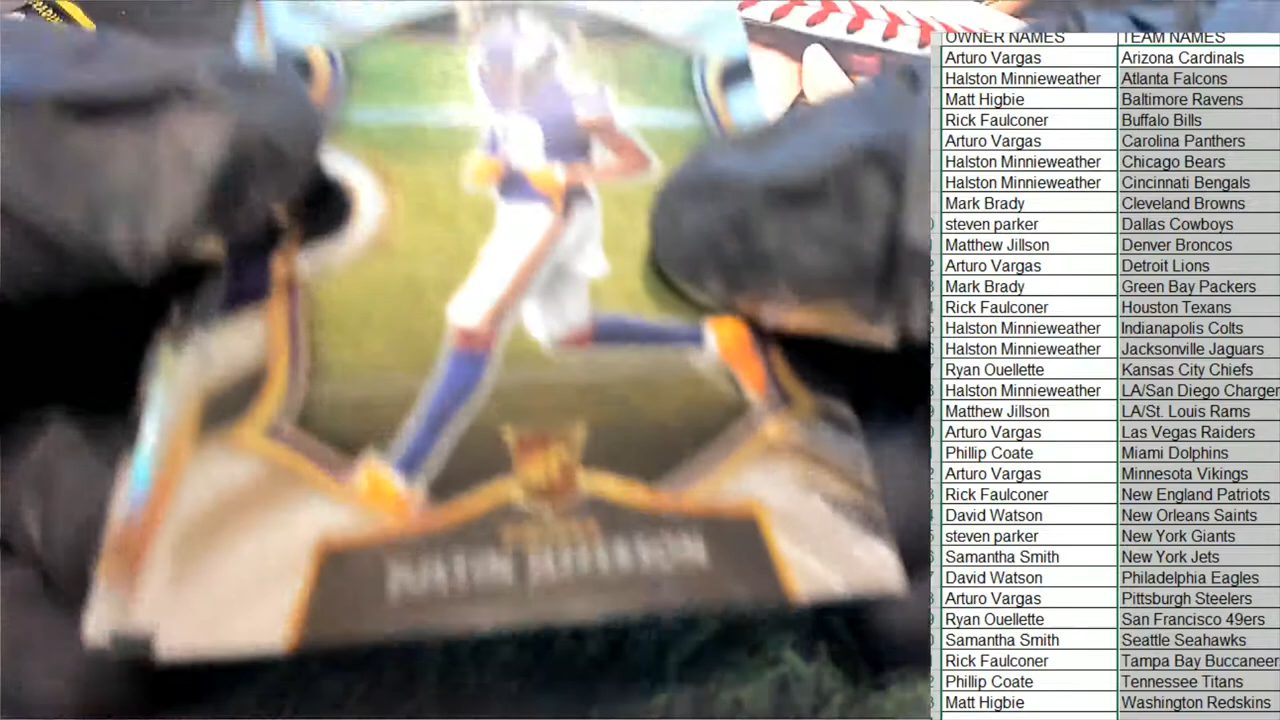 JUSTIN JEFFERSON
OWNER NAMES TEAM NAMES
Arturo Vargas Arizona Cardinals
Halston Minnieweather Atlanta Falcons
Matt Higbie Baltimore Ravens
Rick Faulconer Buffalo Bills
Arturo Vargas Carolina Panthers
Halston Minnieweather Chicago Bears
Halston Minnieweather Cincinnati Bengals
Mark Brady Cleveland Browns
steven parker Dallas Cowboys
Matthew Jillson Denver Broncos
Arturo Vargas Detroit Lions
Mark Brady Green Bay Packers
Rick Faulconer Houston Texans
Halston Minnieweather Indianapolis Colts
Halston Minnieweather Jacksonville Jaguars
Ryan Ouellette Kansas City Chiefs
Halston Minnieweather LA/San Diego Charger
Matthew Jillson LA/St. Louis Rams
Arturo Vargas Las Vegas Raiders
Phillip Coate Miami Dolphins
Arturo Vargas Minnesota Vikings
Rick Faulconer New England Patriots
David Watson New Orleans Saints
steven parker New York Giants
Samantha Smith New York Jets
David Watson Philadelphia Eagles
Arturo Vargas Pittsburgh Steelers
Ryan Ouellette San Francisco 49ers
Samantha Smith Seattle Seahawks
Rick Faulconer Tampa Bay Buccaneer
Phillip Coate Tennessee Titans
Matt Higbie Washington Redskins